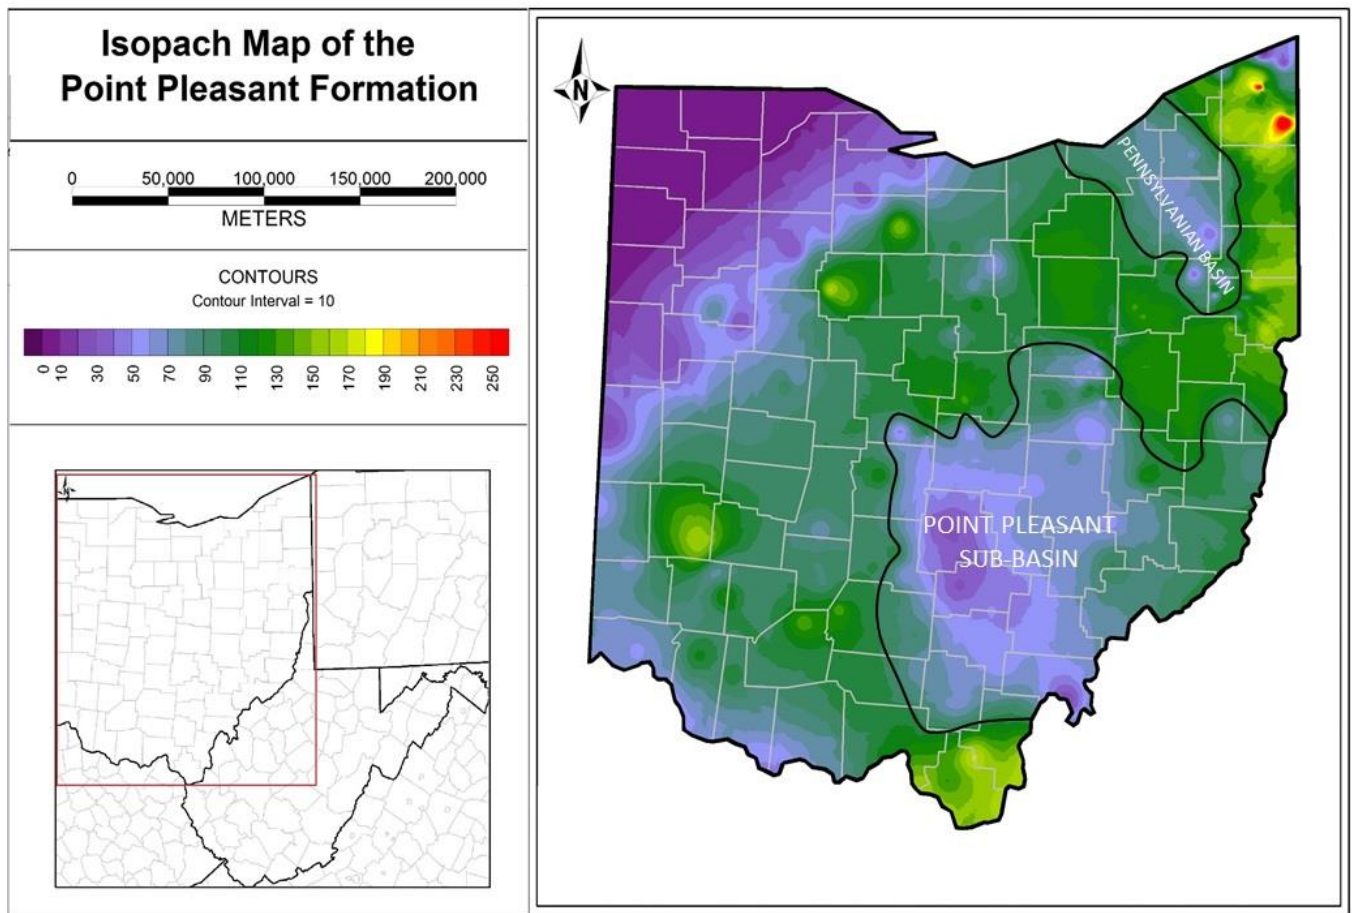 Isopach Map of the
Point Pleasant Formation
0 50,000 100,000 150,000 200,000
METERS
CONTOURS
Contour Interval = 10
0 10 30 50 70 90 110 130 150 170 190 210 230 250
N
PENNSYLVANIAN BASIN
POINT PLEASANT
SUB-BASIN